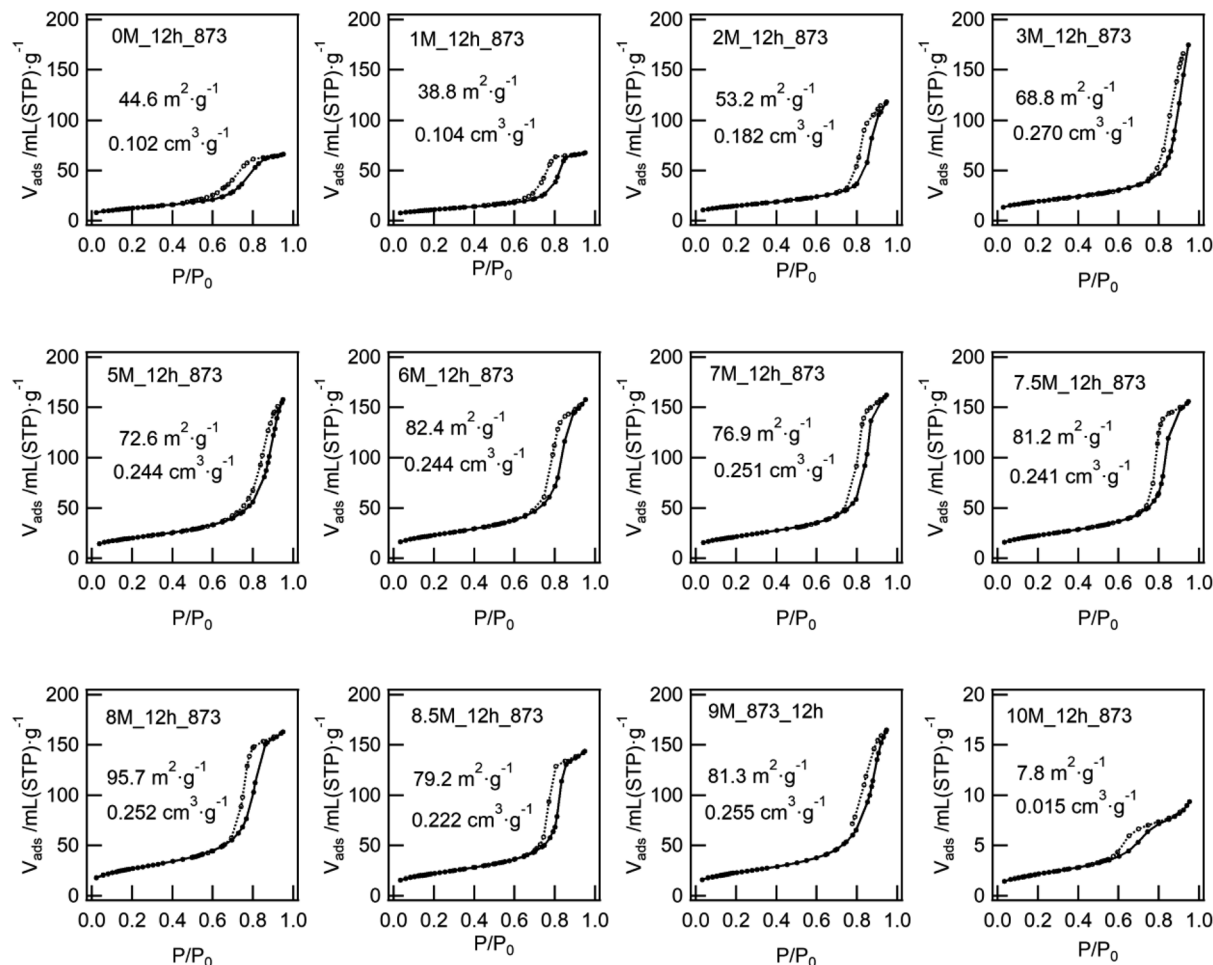 0M_12h_873
44.6 m²·g⁻¹
0.102 cm³·g⁻¹
V_ads /mL(STP)·g⁻¹
200
150
100
50
0
0.0 0.2 0.4 0.6 0.8 1.0
P/P₀
1M_12h_873
38.8 m²·g⁻¹
0.104 cm³·g⁻¹
V_ads /mL(STP)·g⁻¹
200
150
100
50
0
0.0 0.2 0.4 0.6 0.8 1.0
P/P₀
2M_12h_873
53.2 m²·g⁻¹
0.182 cm³·g⁻¹
V_ads /mL(STP)·g⁻¹
200
150
100
50
0
0.0 0.2 0.4 0.6 0.8 1.0
P/P₀
3M_12h_873
68.8 m²·g⁻¹
0.270 cm³·g⁻¹
V_ads /mL(STP)·g⁻¹
200
150
100
50
0
0.0 0.2 0.4 0.6 0.8 1.0
P/P₀
5M_12h_873
72.6 m²·g⁻¹
0.244 cm³·g⁻¹
V_ads /mL(STP)·g⁻¹
200
150
100
50
0
0.0 0.2 0.4 0.6 0.8 1.0
P/P₀
6M_12h_873
82.4 m²·g⁻¹
0.244 cm³·g⁻¹
V_ads /mL(STP)·g⁻¹
200
150
100
50
0
0.0 0.2 0.4 0.6 0.8 1.0
P/P₀
7M_12h_873
76.9 m²·g⁻¹
0.251 cm³·g⁻¹
V_ads /mL(STP)·g⁻¹
200
150
100
50
0
0.0 0.2 0.4 0.6 0.8 1.0
P/P₀
7.5M_12h_873
81.2 m²·g⁻¹
0.241 cm³·g⁻¹
V_ads /mL(STP)·g⁻¹
200
150
100
50
0
0.0 0.2 0.4 0.6 0.8 1.0
P/P₀
8M_12h_873
95.7 m²·g⁻¹
0.252 cm³·g⁻¹
V_ads /mL(STP)·g⁻¹
200
150
100
50
0
0.0 0.2 0.4 0.6 0.8 1.0
P/P₀
8.5M_12h_873
79.2 m²·g⁻¹
0.222 cm³·g⁻¹
V_ads /mL(STP)·g⁻¹
200
150
100
50
0
0.0 0.2 0.4 0.6 0.8 1.0
P/P₀
9M_873_12h
81.3 m²·g⁻¹
0.255 cm³·g⁻¹
V_ads /mL(STP)·g⁻¹
200
150
100
50
0
0.0 0.2 0.4 0.6 0.8 1.0
P/P₀
10M_12h_873
7.8 m²·g⁻¹
0.015 cm³·g⁻¹
V_ads /mL(STP)·g⁻¹
20
15
10
5
0
0.0 0.2 0.4 0.6 0.8 1.0
P/P₀